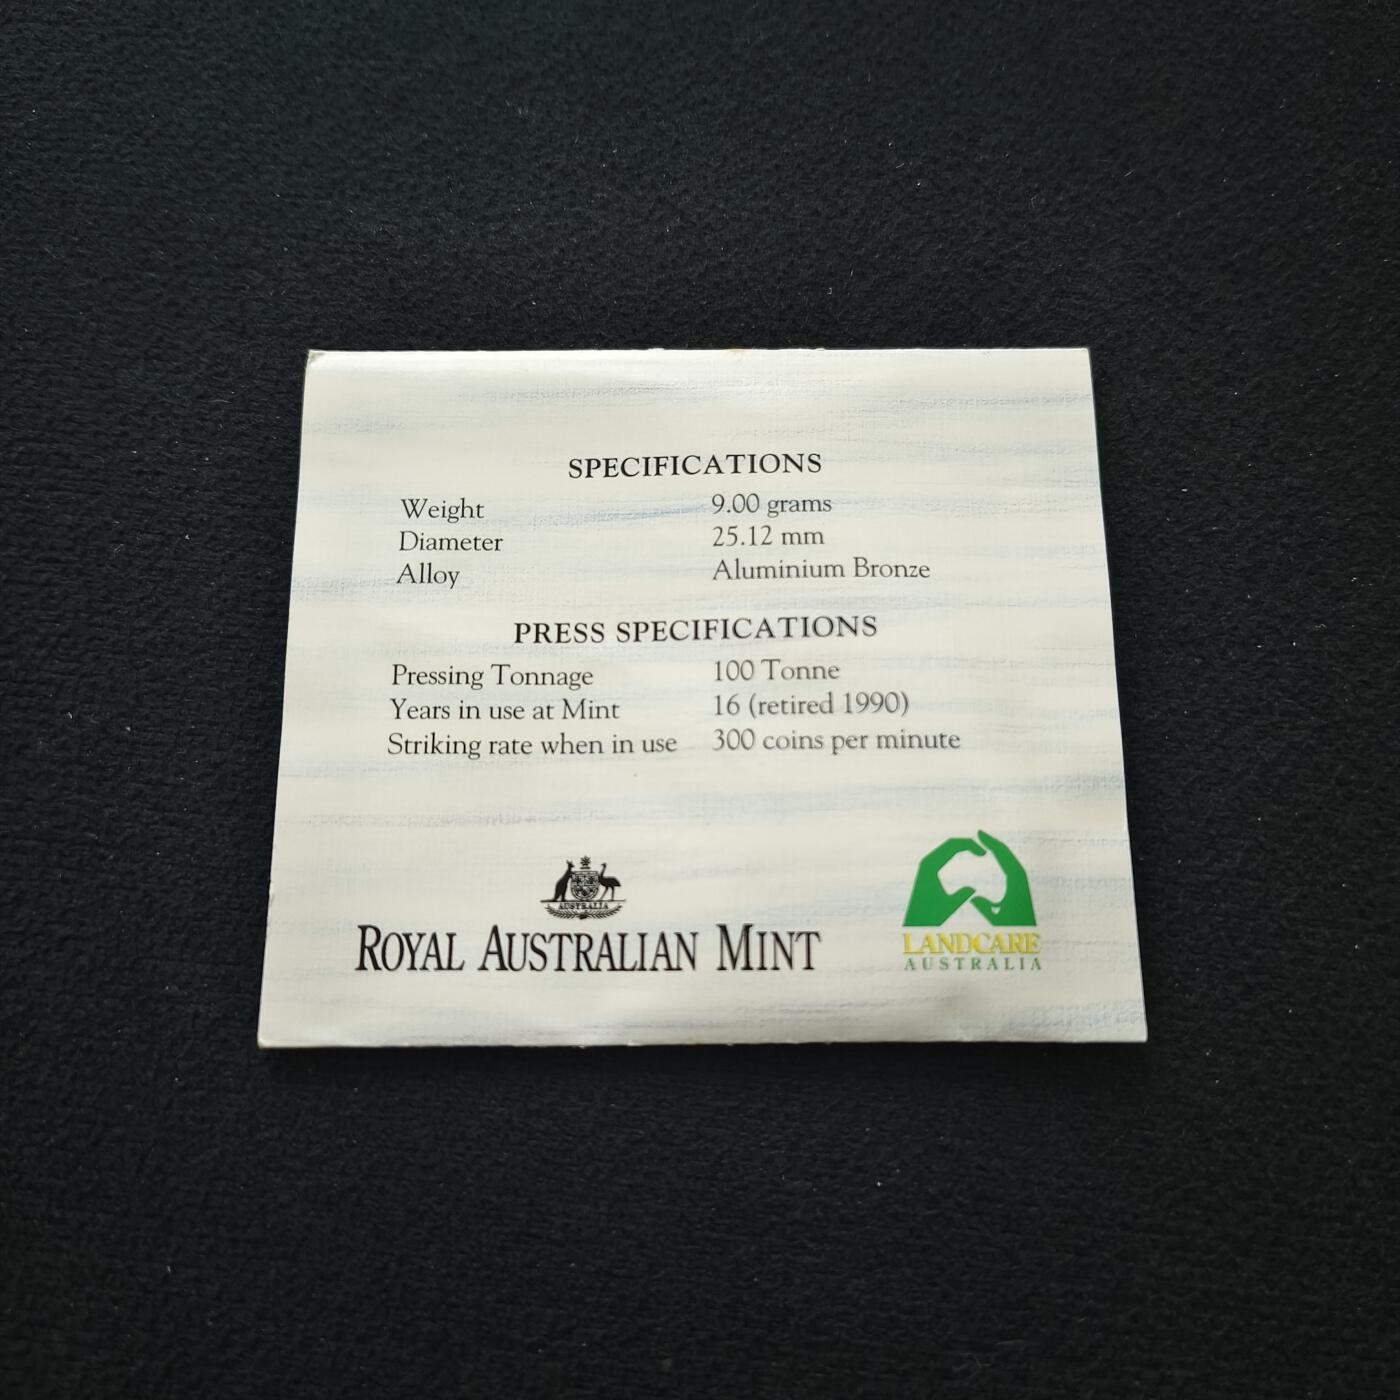 SPECIFICATIONS
Weight 9.00 grams
Diameter 25.12 mm
Alloy Aluminium Bronze
PRESS SPECIFICATIONS
Pressing Tonnage 100 Tonne
Years in use at Mint 16 (retired 1990)
Striking rate when in use 300 coins per minute
AUSTRALIA
ROYAL AUSTRALIAN MINT
LANDCARE
AUSTRALIA